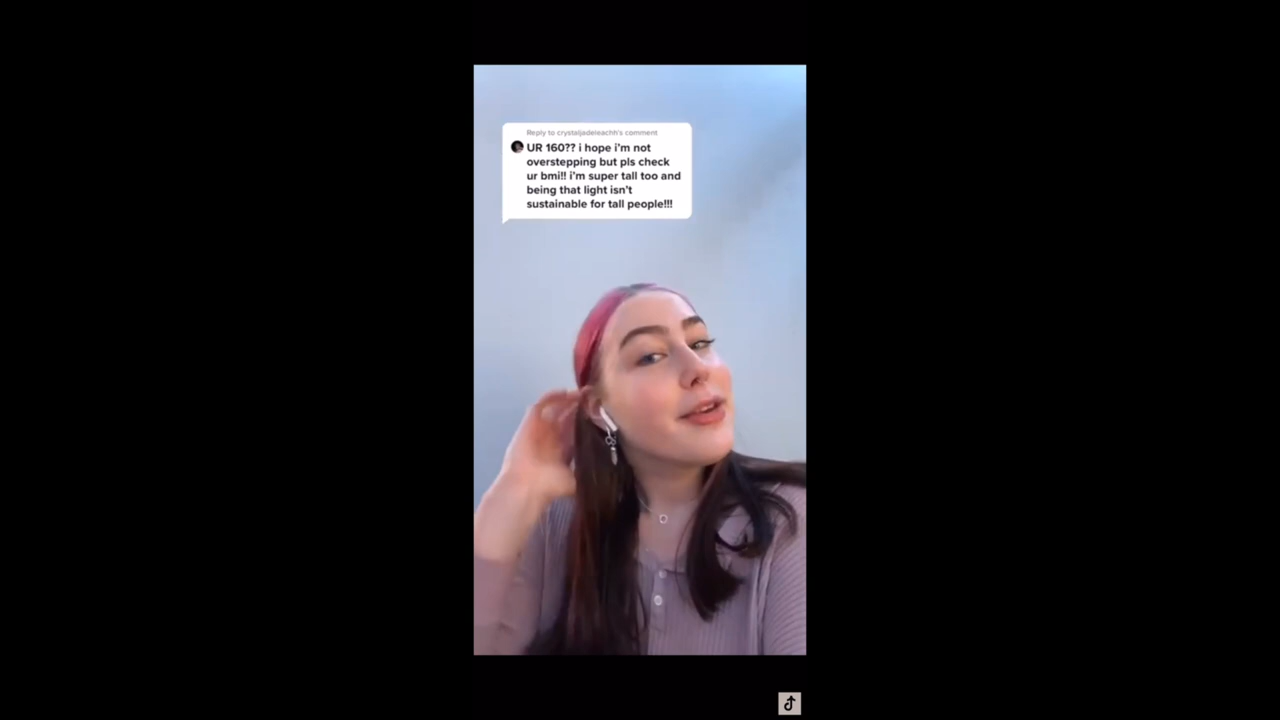 Reply to crystaljadeleachh's comment
UR 160?? i hope i'm not
overstepping but pls check
ur bmi!! i'm super tall too and
being that light isn't
sustainable for tall people!!!